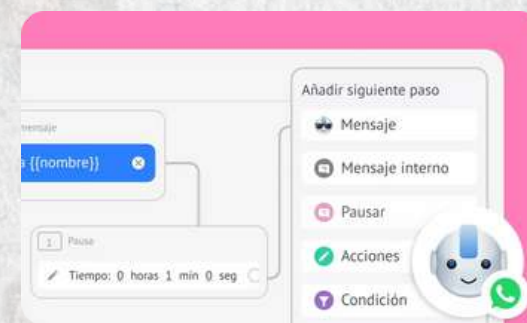 mensaje
a {{nombre}}
1 Pausa
Tiempo: 0 horas 1 min 0 seg
Añadir siguiente paso
Mensaje
Mensaje interno
Pausar
Acciones
Condición